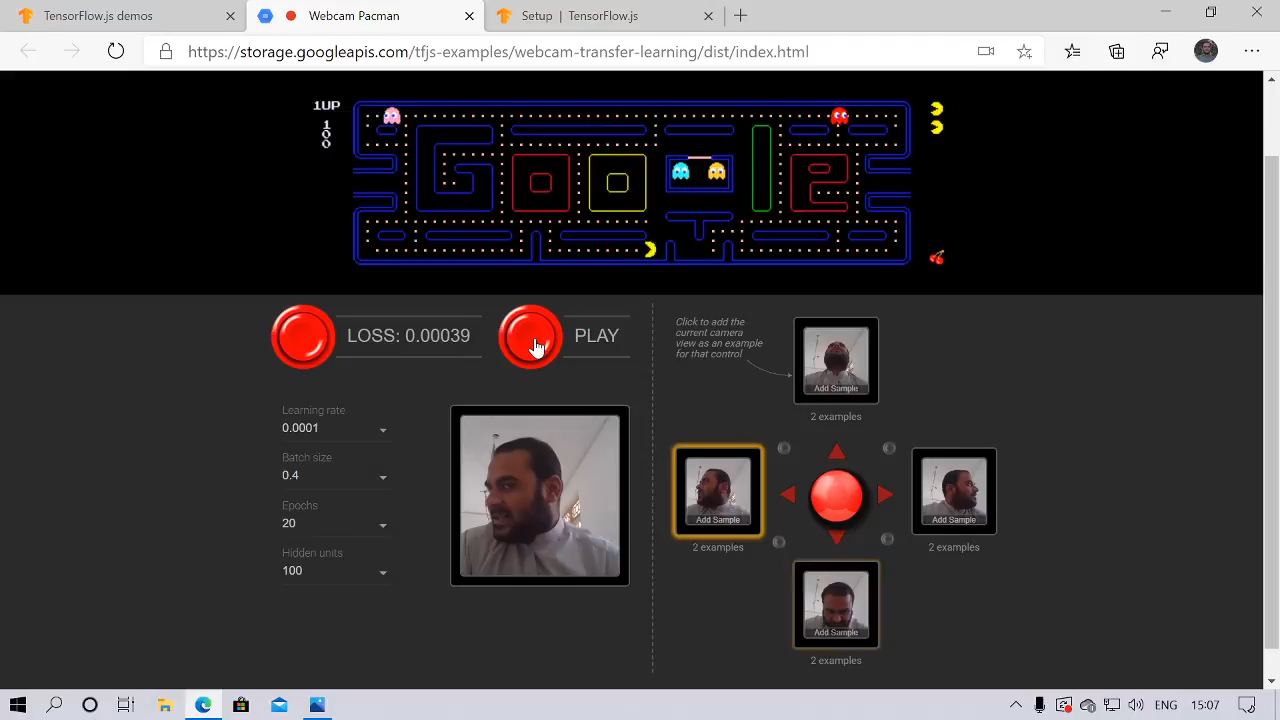 TensorFlow.js demos
Webcam Pacman
Setup | TensorFlow.js
https://storage.googleapis.com/tfjs-examples/webcam-transfer-learning/dist/index.html
1UP
100
LOSS: 0.00039
PLAY
Learning rate
0.0001
Batch size
0.4
Epochs
20
Hidden units
100
Click to add the
current camera
view as an example
for that control
Add Sample
2 examples
Add Sample
2 examples
Add Sample
2 examples
Add Sample
2 examples
ENG
15:07